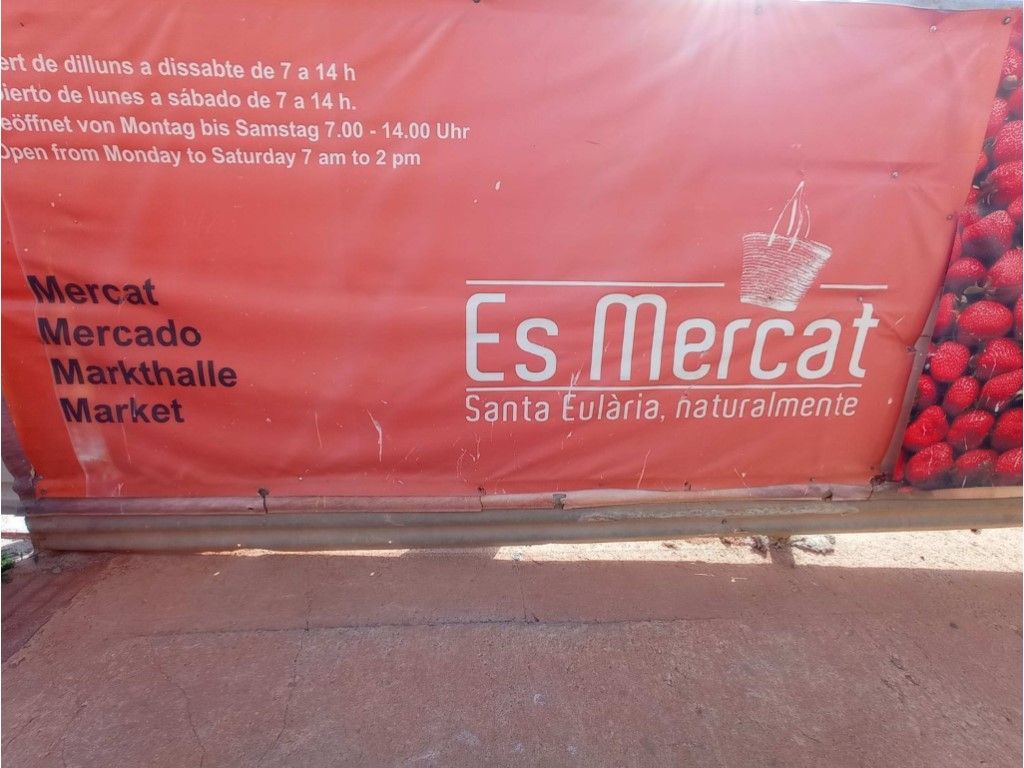 ert de dilluns a dissabte de 7 a 14 h
ierto de lunes a sábado de 7 a 14 h.
eöffnet von Montag bis Samstag 7.00 - 14.00 Uhr
Open from Monday to Saturday 7 am to 2 pm
Mercat
Mercado
Markthalle
Market
Es Mercat
Santa Eulària, naturalmente